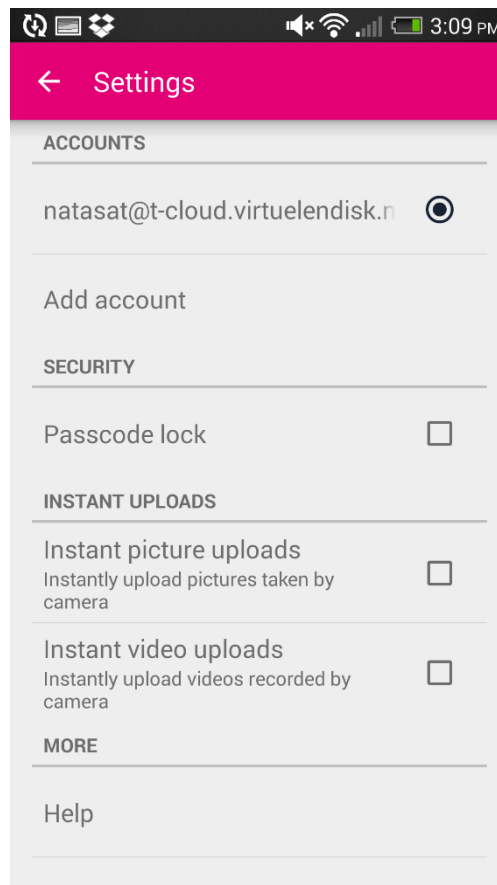 3:09 PM
Settings
ACCOUNTS
natasat@t-cloud.virtuelendisk.n
Add account
SECURITY
Passcode lock
INSTANT UPLOADS
Instant picture uploads
Instantly upload pictures taken by
camera
Instant video uploads
Instantly upload videos recorded by
camera
MORE
Help